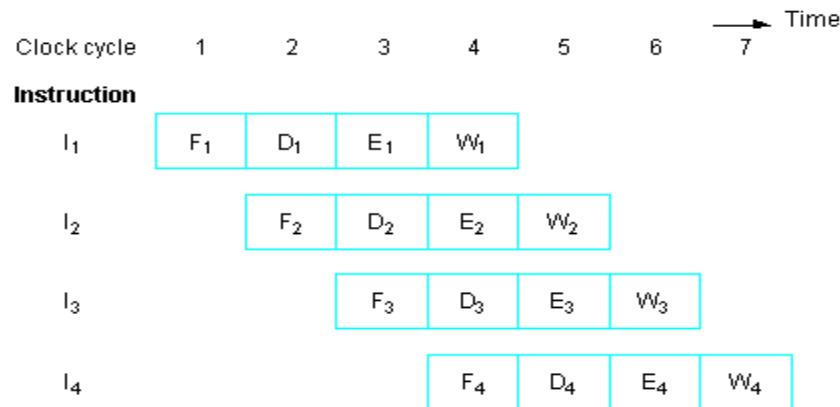 Time
Clock cycle 1 2 3 4 5 6 7
Instruction
I₁ F₁ D₁ E₁ W₁
I₂ F₂ D₂ E₂ W₂
I₃ F₃ D₃ E₃ W₃
I₄ F₄ D₄ E₄ W₄